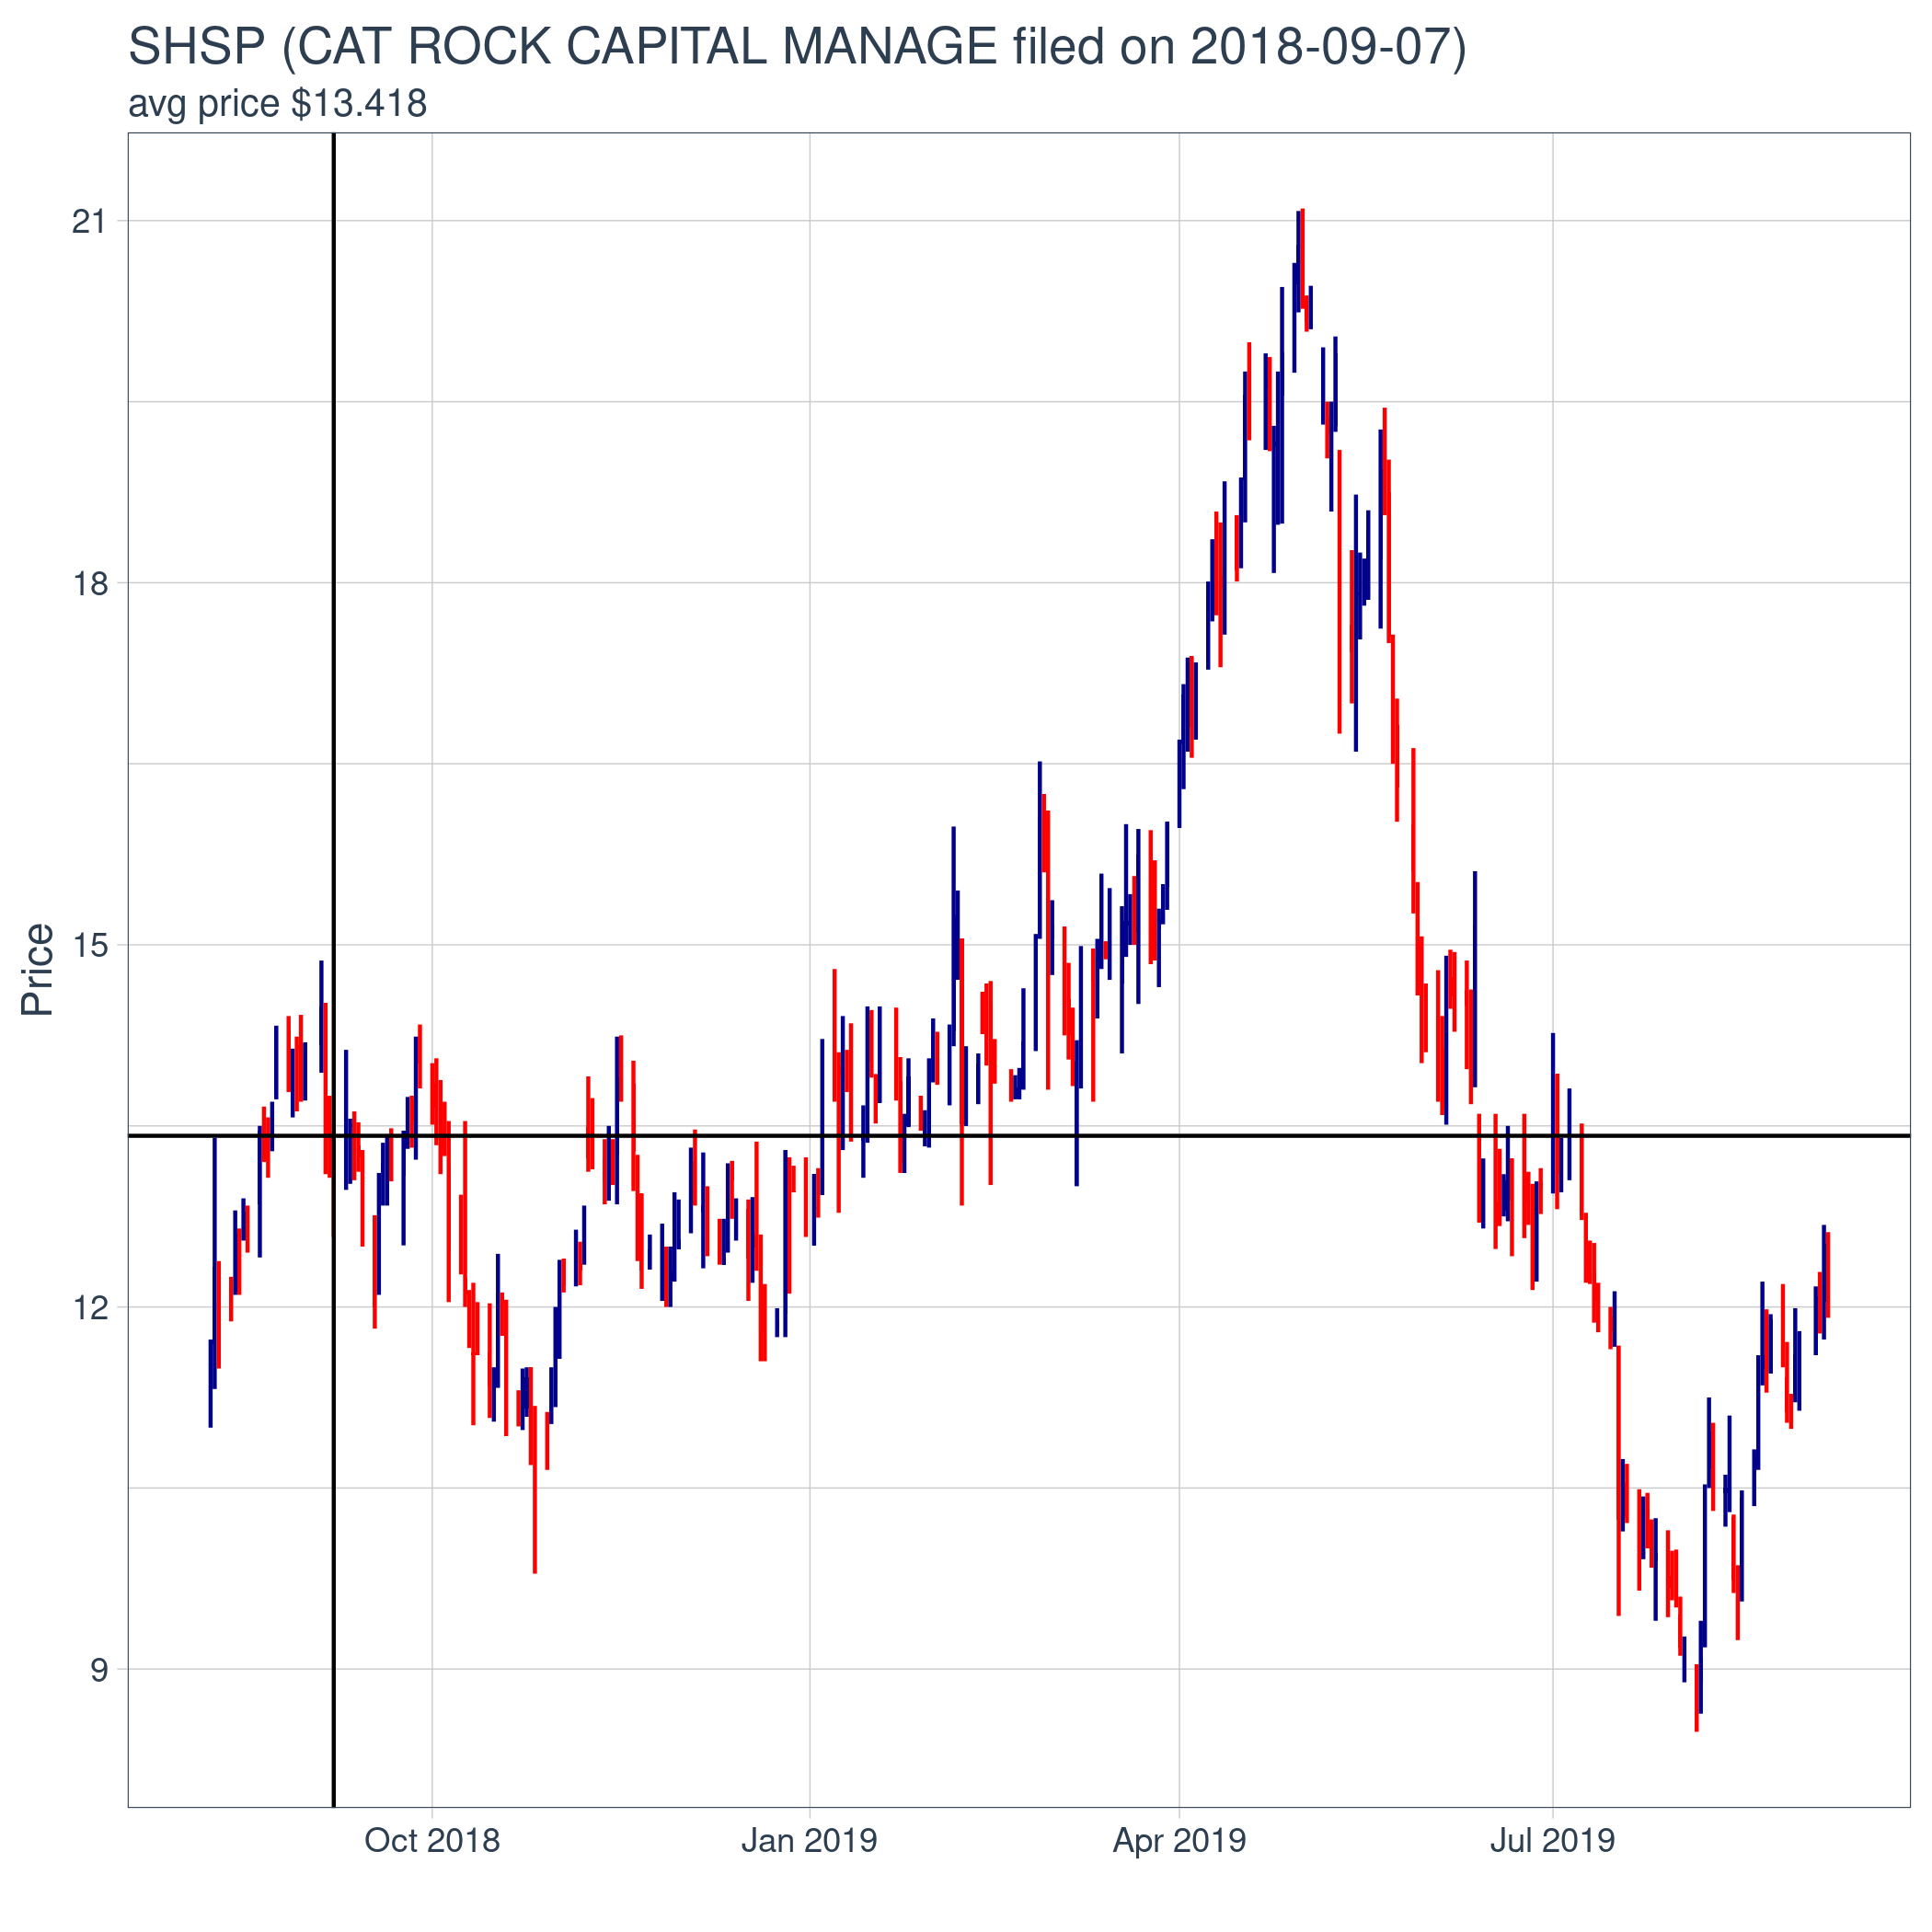 SHSP (CAT ROCK CAPITAL MANAGE filed on 2018-09-07)
avg price $13.418
21
18
15
12
9
Price
Oct 2018
Jan 2019
Apr 2019
Jul 2019